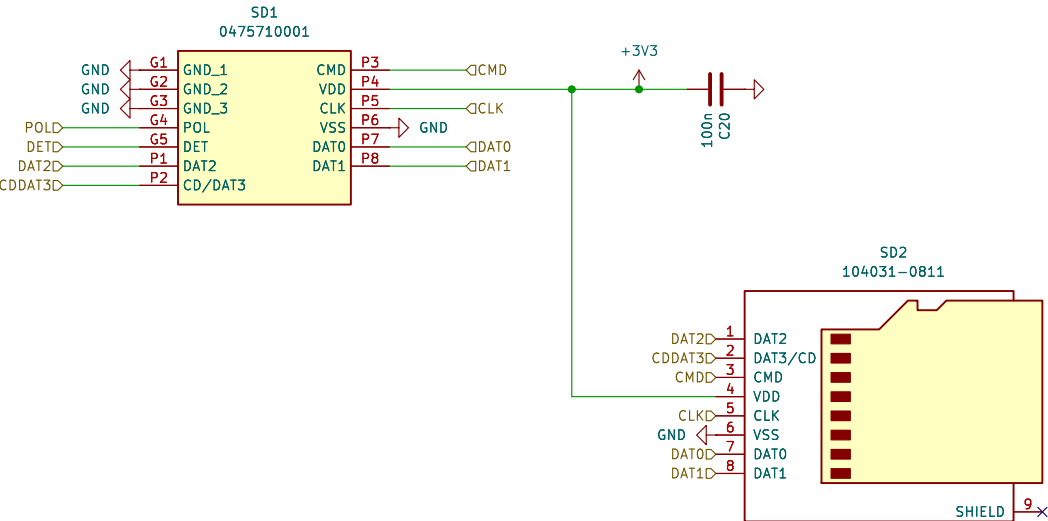 SD1
0475710001
GND G1 GND_1 CMD P3 CMD
GND G2 GND_2 VDD P4
GND G3 GND_3 CLK P5 CLK
POL G4 POL VSS P6 GND
DET G5 DET DAT0 P7 DAT0
DAT2 P1 DAT2 DAT1 P8 DAT1
CDDAT3 P2 CD/DAT3
+3V3
100n
C20
SD2
104031-0811
DAT2 1 DAT2
CDDAT3 2 DAT3/CD
CMD 3 CMD
4 VDD
CLK 5 CLK
GND 6 VSS
DAT0 7 DAT0
DAT1 8 DAT1
SHIELD 9